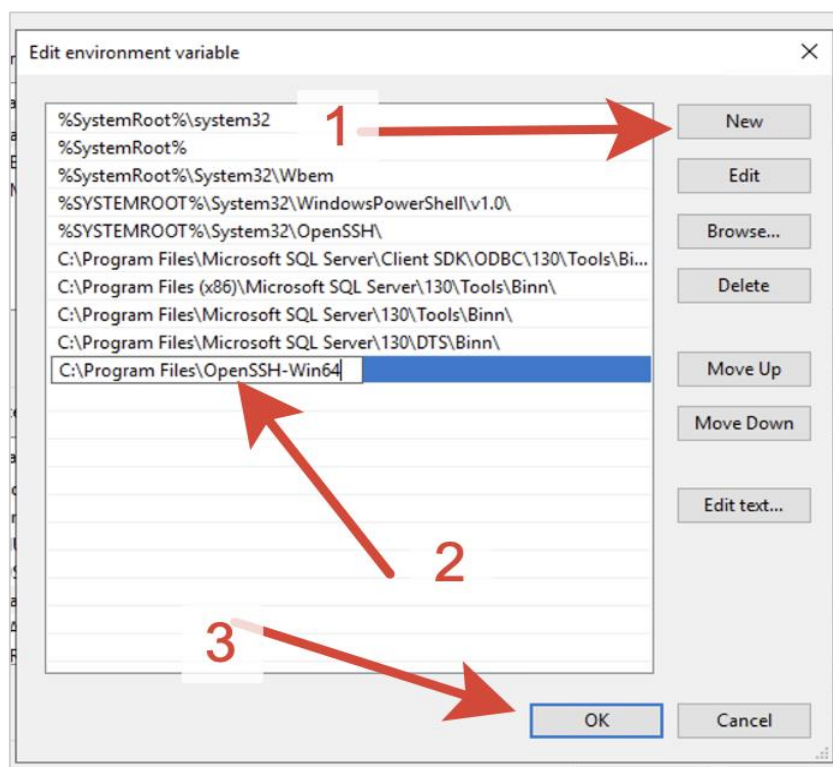 Edit environment variable
%SystemRoot%\system32
1
New
%SystemRoot%
%SystemRoot%\System32\Wbem
Edit
%SYSTEMROOT%\System32\WindowsPowerShell\v1.0\
%SYSTEMROOT%\System32\OpenSSH\
Browse...
C:\Program Files\Microsoft SQL Server\Client SDK\ODBC\130\Tools\Bi...
C:\Program Files (x86)\Microsoft SQL Server\130\Tools\Binn\
Delete
C:\Program Files\Microsoft SQL Server\130\Tools\Binn\
C:\Program Files\Microsoft SQL Server\130\DTS\Binn\
C:\Program Files\OpenSSH-Win64
Move Up
Move Down
Edit text...
2
3
OK
Cancel